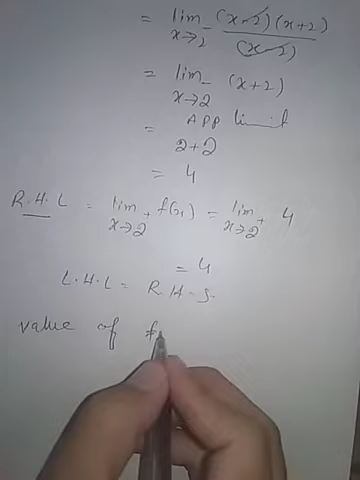 = lim x→2⁻ (x-2)(x+2) / (x-2)
= lim x→2⁻ (x+2)
= APP limit
2+2
= 4
R.H.L = lim x→2⁺ f(x) = lim x→2⁺ 4
= 4
L.H.L = R.H.S.
value of f